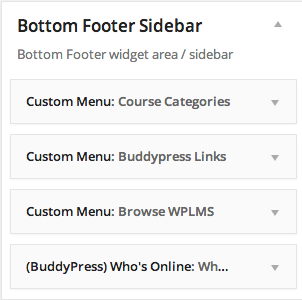 Bottom Footer Sidebar
Bottom Footer widget area / sidebar
Custom Menu: Course Categories
Custom Menu: Buddypress Links
Custom Menu: Browse WPLMS
(BuddyPress) Who's Online: Wh...